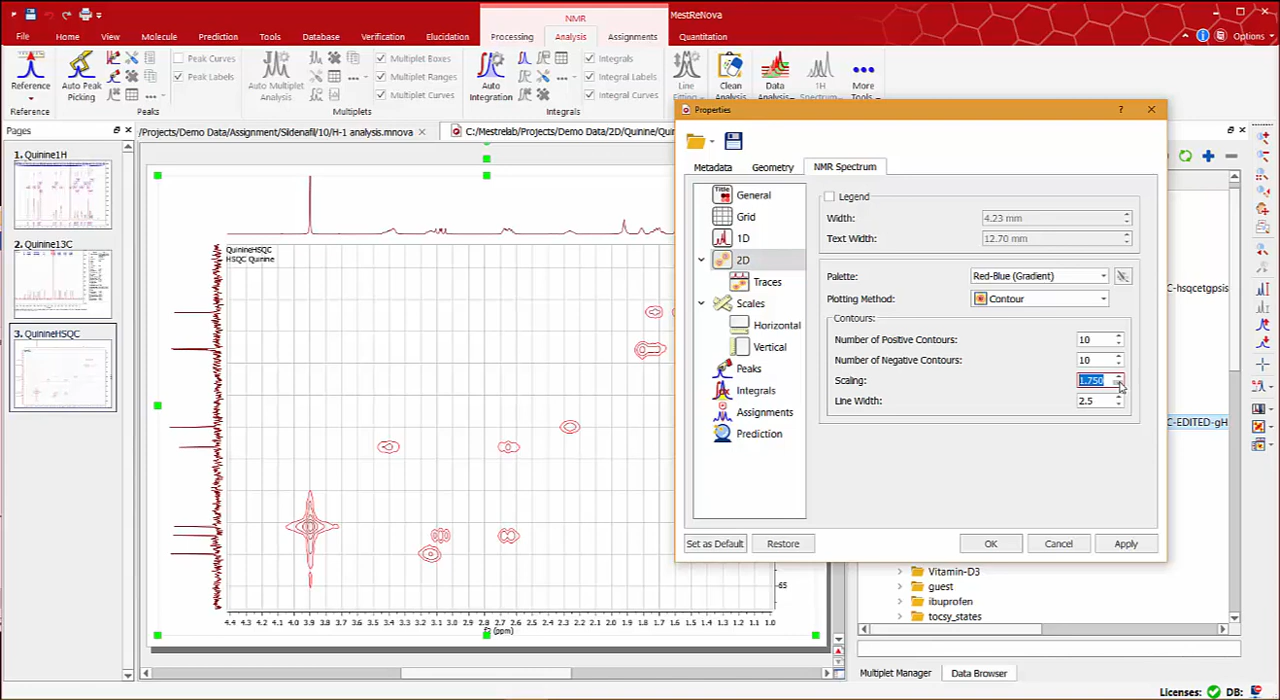 NMR
MestReNova
File
Home
View
Molecule
Prediction
Tools
Database
Verification
Elucidation
Processing
Analysis
Assignments
Quantitation
Options
Reference
Auto Peak
Picking
Peak Curves
Peak Labels
Auto Multiplet
Analysis
Multiplet Boxes
Multiplet Ranges
Multiplet Curves
Auto
Integration
Integrals
Integral Labels
Integral Curves
Line
Clean
Data
1H
More
Reference
Peaks
Multiplets
Integrals
Pages
/Projects/Demo Data/Assignment/Sildenafil/10/H-1 analysis.mnova
C:/Mestrelab/Projects/Demo Data/2D/Quinine/Quin
1. Quinine1H
2. Quinine13C
3. QuinineHSQC
QuinineHSQC
HSQC Quinine
4.4 4.3 4.2 4.1 4.0 3.9 3.8 3.7 3.6 3.5 3.4 3.3 3.2 3.1 3.0 2.9 2.8 2.7 2.6 2.5 2.4 2.3 2.2 2.1 2.0 1.9 1.8 1.7 1.6 1.5 1.4 1.3 1.2 1.1 1.0
f2 (ppm)
65
Properties
Metadata
Geometry
NMR Spectrum
General
Grid
1D
2D
Traces
Scales
Horizontal
Vertical
Peaks
Integrals
Assignments
Prediction
Legend
Width:
4.23 mm
Text Width:
12.70 mm
Palette:
Red-Blue (Gradient)
Plotting Method:
Contour
Contours:
Number of Positive Contours:
10
Number of Negative Contours:
10
Scaling:
1.750
Line Width:
2.5
Set as Default
Restore
OK
Cancel
Apply
C-hsqcetgpsis
C-EDITED-gH
Vitamin-D3
guest
ibuprofen
tocsy_states
Multiplet Manager
Data Browser
Licenses:
DB: